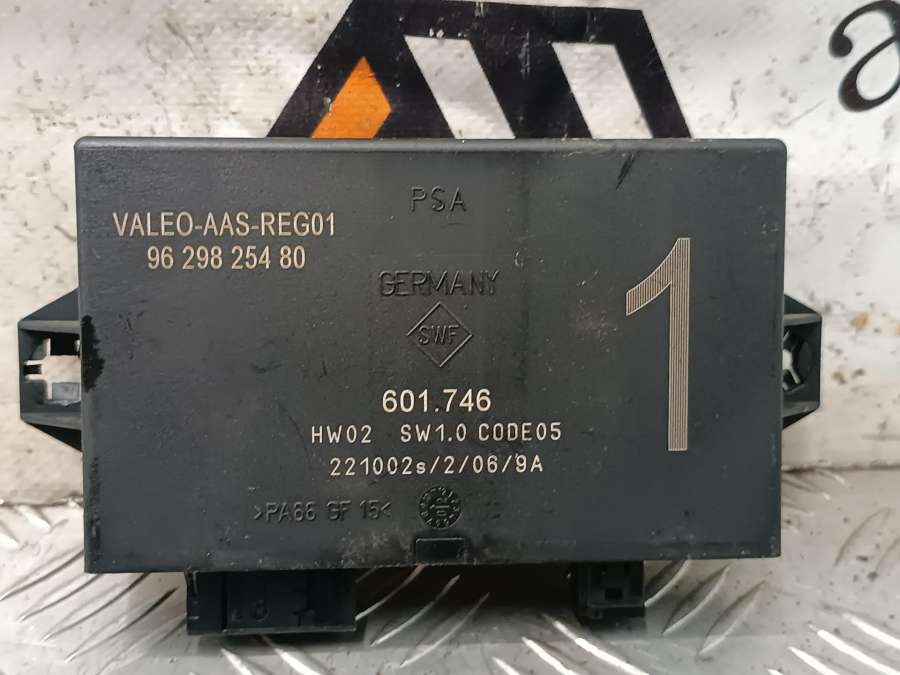 PSA
VALEO-AAS-REG01
96 298 254 80
GERMANY
SWF
1
601.746
HW02 SW1.0 CODE05
221002s/2/06/9A
>PA66 GF 15<